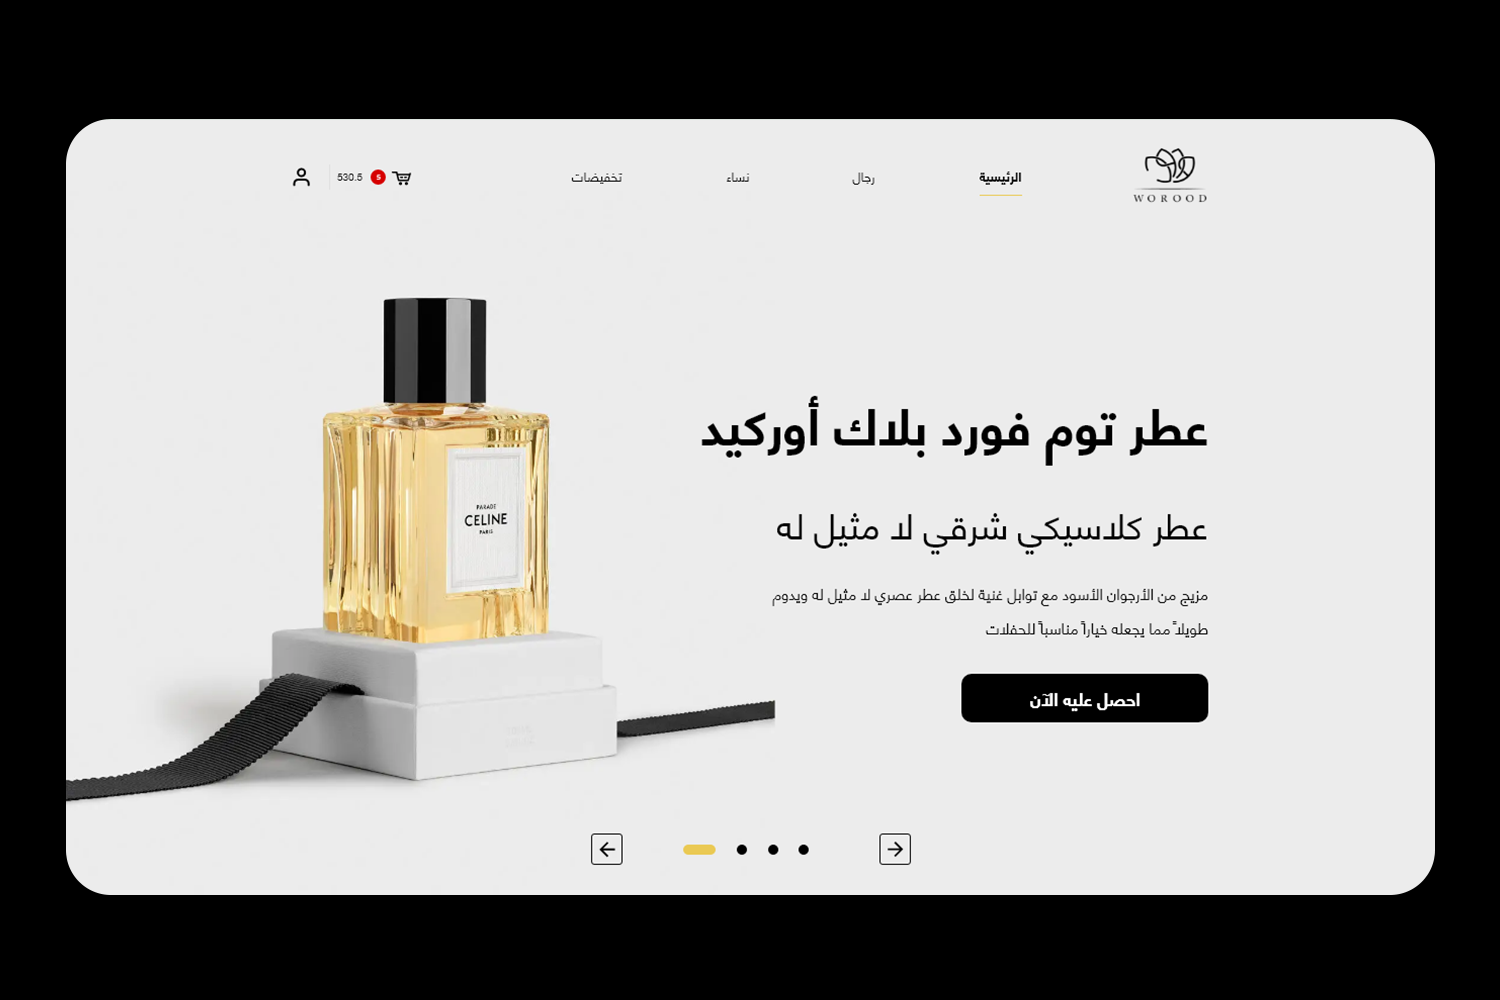 WOROOD
الرئيسية
رجال
نساء
تخفيضات
5
530.5
عطر توم فورد بلاك أوركيد
عطر كلاسيكي شرقي لا مثيل له
مزيج من الأرجوان الأسود مع توابل غنية لخلق عطر عصري لا مثيل له ويدوم
طويلاً مما يجعله خياراً مناسباً للحفلات
احصل عليه الآن
PARADE
CELINE
PARIS